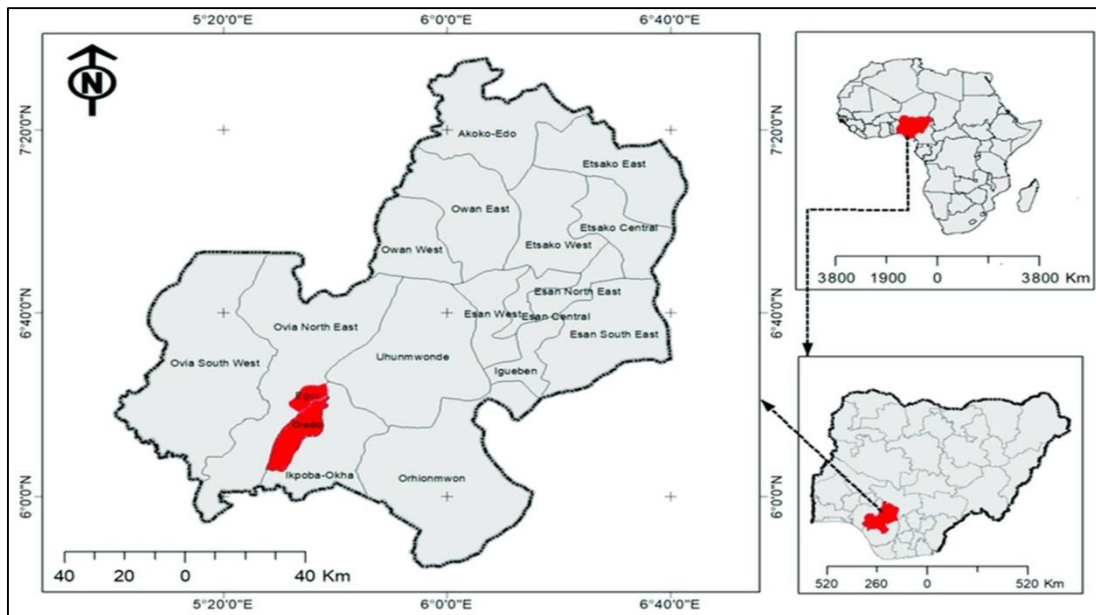 5°20'0"E 6°0'0"E 6°40'0"E
N
7°20'0"N
7°20'0"N
Akoko-Edo
Etsako East
Owan East
Etsako Central
Owan West
Etsako West
6°40'0"N
6°40'0"N
Esan North East
Esan West
Esan Central
Ovia North East
Esan South East
Uhunmwonde
Ovia South West
Igueben
Egor
Oredo
Ikpoba-Okha
Orhionmwon
6°0'0"N
6°0'0"N
40 20 0 40 Km
5°20'0"E 6°0'0"E 6°40'0"E
3800 1900 0 3800 Km
520 260 0 520 Km